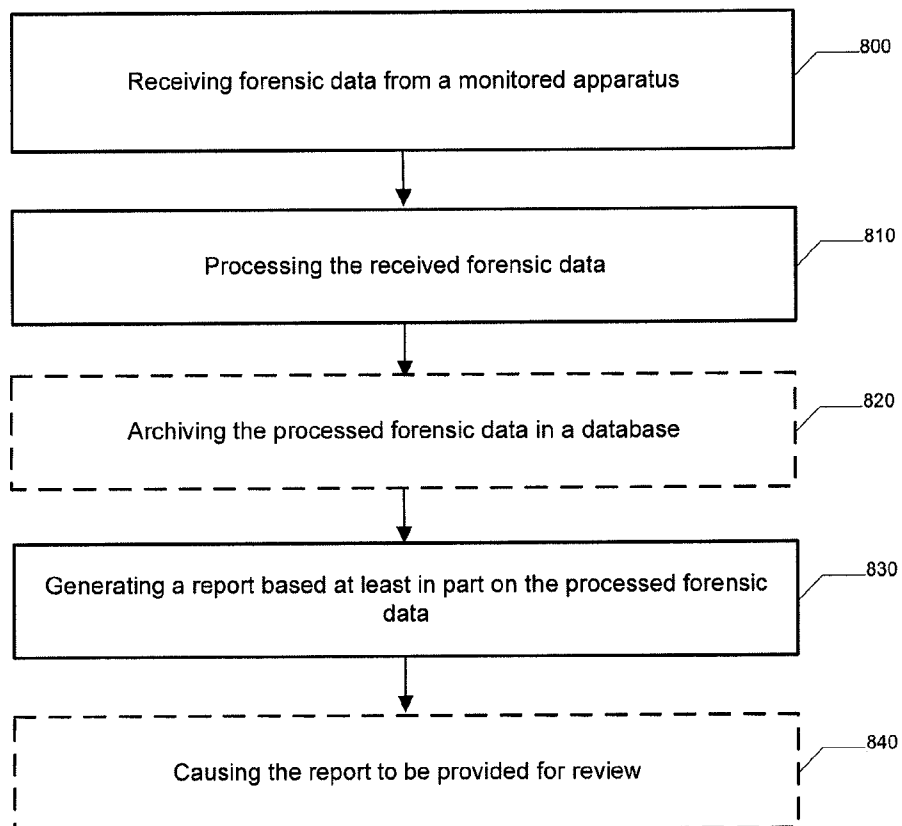 Receiving forensic data from a monitored apparatus
800
Processing the received forensic data
810
Archiving the processed forensic data in a database
820
Generating a report based at least in part on the processed forensic
data
830
Causing the report to be provided for review
840